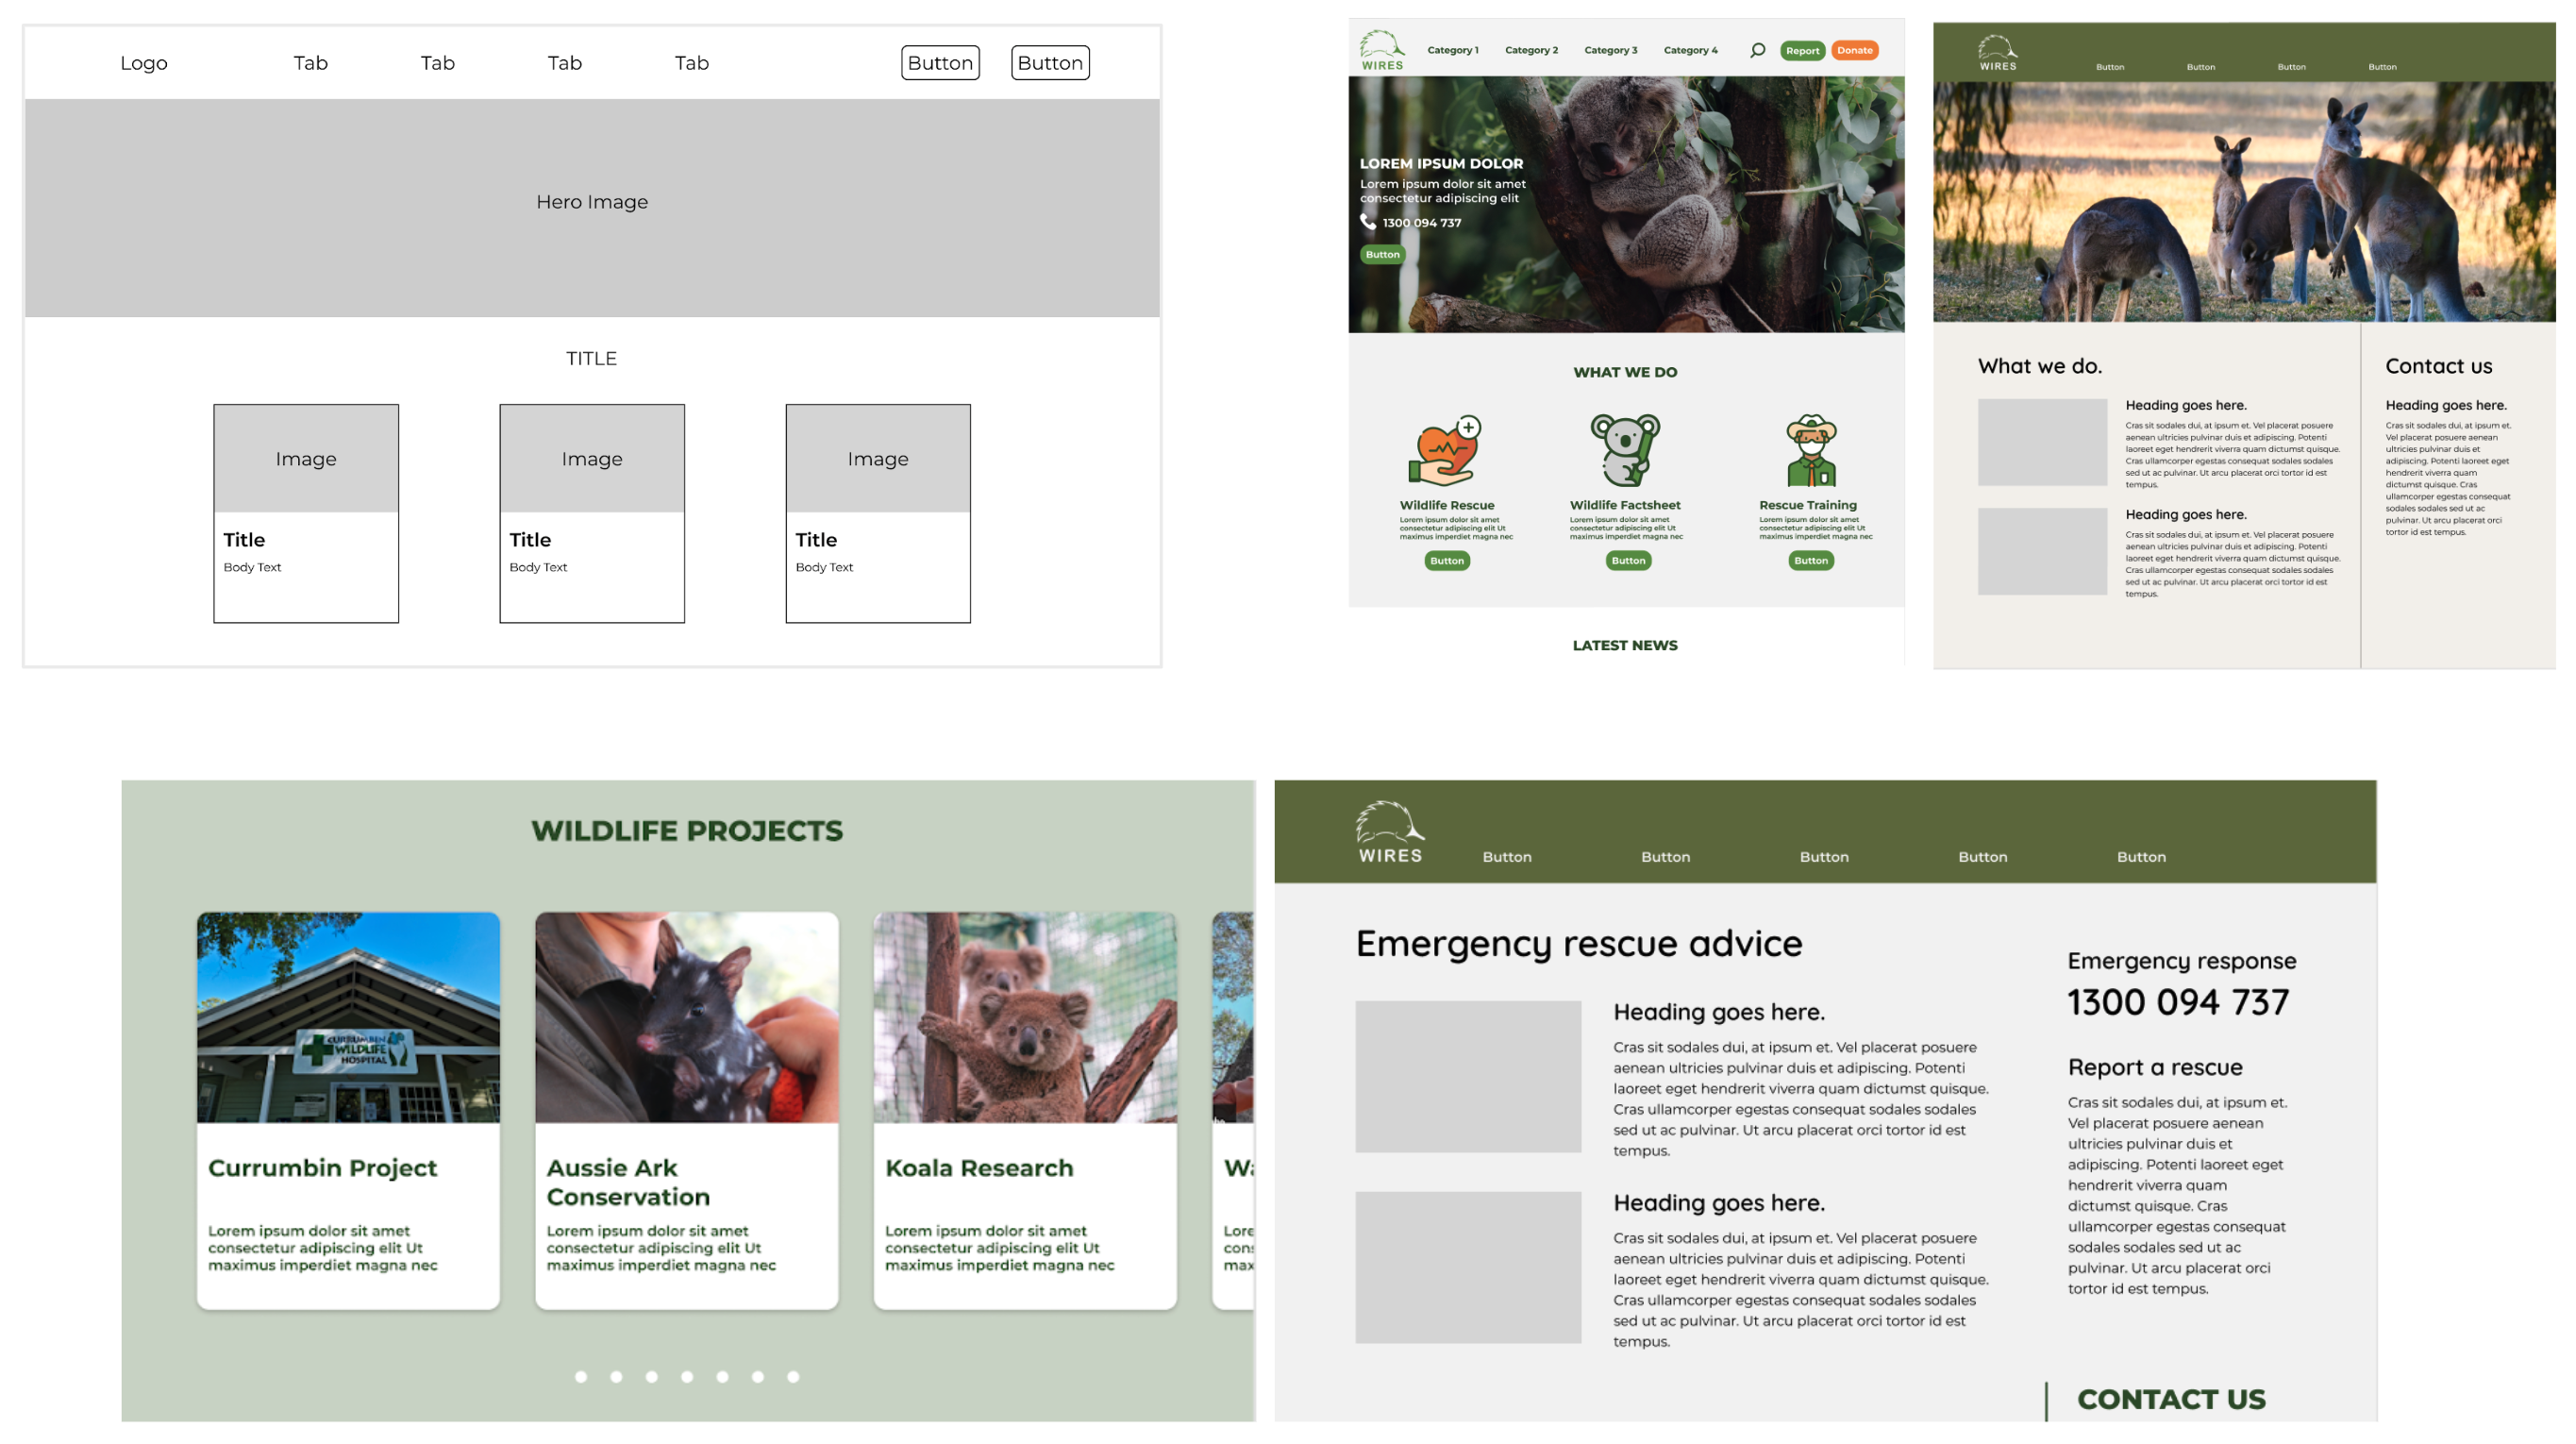 Logo
Tab
Tab
Tab
Tab
Button
Button
Hero Image
TITLE
Image
Title
Body Text
Image
Title
Body Text
Image
Title
Body Text
WIRES
Category 1
Category 2
Category 3
Category 4
Report
Donate
LOREM IPSUM DOLOR
Lorem ipsum dolor sit amet
consectetur adipiscing elit
1300 094 737
Button
WHAT WE DO
Wildlife Rescue
Lorem ipsum dolor sit amet
consectetur adipiscing elit Ut
maximus imperdiet magna nec
Button
Wildlife Factsheet
Lorem ipsum dolor sit amet
consectetur adipiscing elit Ut
maximus imperdiet magna nec
Button
Rescue Training
Lorem ipsum dolor sit amet
consectetur adipiscing elit Ut
maximus imperdiet magna nec
Button
LATEST NEWS
WIRES
Button
Button
Button
Button
What we do.
Heading goes here.
Cras sit sodales dui, at ipsum et. Vel placerat posuere
aenean ultricies pulvinar duis et adipiscing. Potenti
laoreet eget hendrerit viverra quam dictumst quisque.
Cras ullamcorper egestas consequat sodales sodales
sed ut ac pulvinar. Ut arcu placerat orci tortor id est
tempus.
Heading goes here.
Cras sit sodales dui, at ipsum et. Vel placerat posuere
aenean ultricies pulvinar duis et adipiscing. Potenti
laoreet eget hendrerit viverra quam dictumst quisque.
Cras ullamcorper egestas consequat sodales sodales
sed ut ac pulvinar. Ut arcu placerat orci tortor id est
tempus.
Contact us
Heading goes here.
Cras sit sodales dui, at ipsum et.
Vel placerat posuere aenean
ultricies pulvinar duis et
adipiscing. Potenti laoreet eget
hendrerit viverra quam
dictumst quisque. Cras
ullamcorper egestas consequat
sodales sodales sed ut ac
pulvinar. Ut arcu placerat orci
tortor id est tempus.
WILDLIFE PROJECTS
CURRUMBIN
WILDLIFE
HOSPITAL
Currumbin Project
Lorem ipsum dolor sit amet
consectetur adipiscing elit Ut
maximus imperdiet magna nec
Aussie Ark
Conservation
Lorem ipsum dolor sit amet
consectetur adipiscing elit Ut
maximus imperdiet magna nec
Koala Research
Lorem ipsum dolor sit amet
consectetur adipiscing elit Ut
maximus imperdiet magna nec
Lore
con
max
WIRES
Button
Button
Button
Button
Button
Emergency rescue advice
Heading goes here.
Cras sit sodales dui, at ipsum et. Vel placerat posuere
aenean ultricies pulvinar duis et adipiscing. Potenti
laoreet eget hendrerit viverra quam dictumst quisque.
Cras ullamcorper egestas consequat sodales sodales
sed ut ac pulvinar. Ut arcu placerat orci tortor id est
tempus.
Heading goes here.
Cras sit sodales dui, at ipsum et. Vel placerat posuere
aenean ultricies pulvinar duis et adipiscing. Potenti
laoreet eget hendrerit viverra quam dictumst quisque.
Cras ullamcorper egestas consequat sodales sodales
sed ut ac pulvinar. Ut arcu placerat orci tortor id est
tempus.
Emergency response
1300 094 737
Report a rescue
Cras sit sodales dui, at ipsum et.
Vel placerat posuere aenean
ultricies pulvinar duis et
adipiscing. Potenti laoreet eget
hendrerit viverra quam
dictumst quisque. Cras
ullamcorper egestas consequat
sodales sodales sed ut ac
pulvinar. Ut arcu placerat orci
tortor id est tempus.
CONTACT US